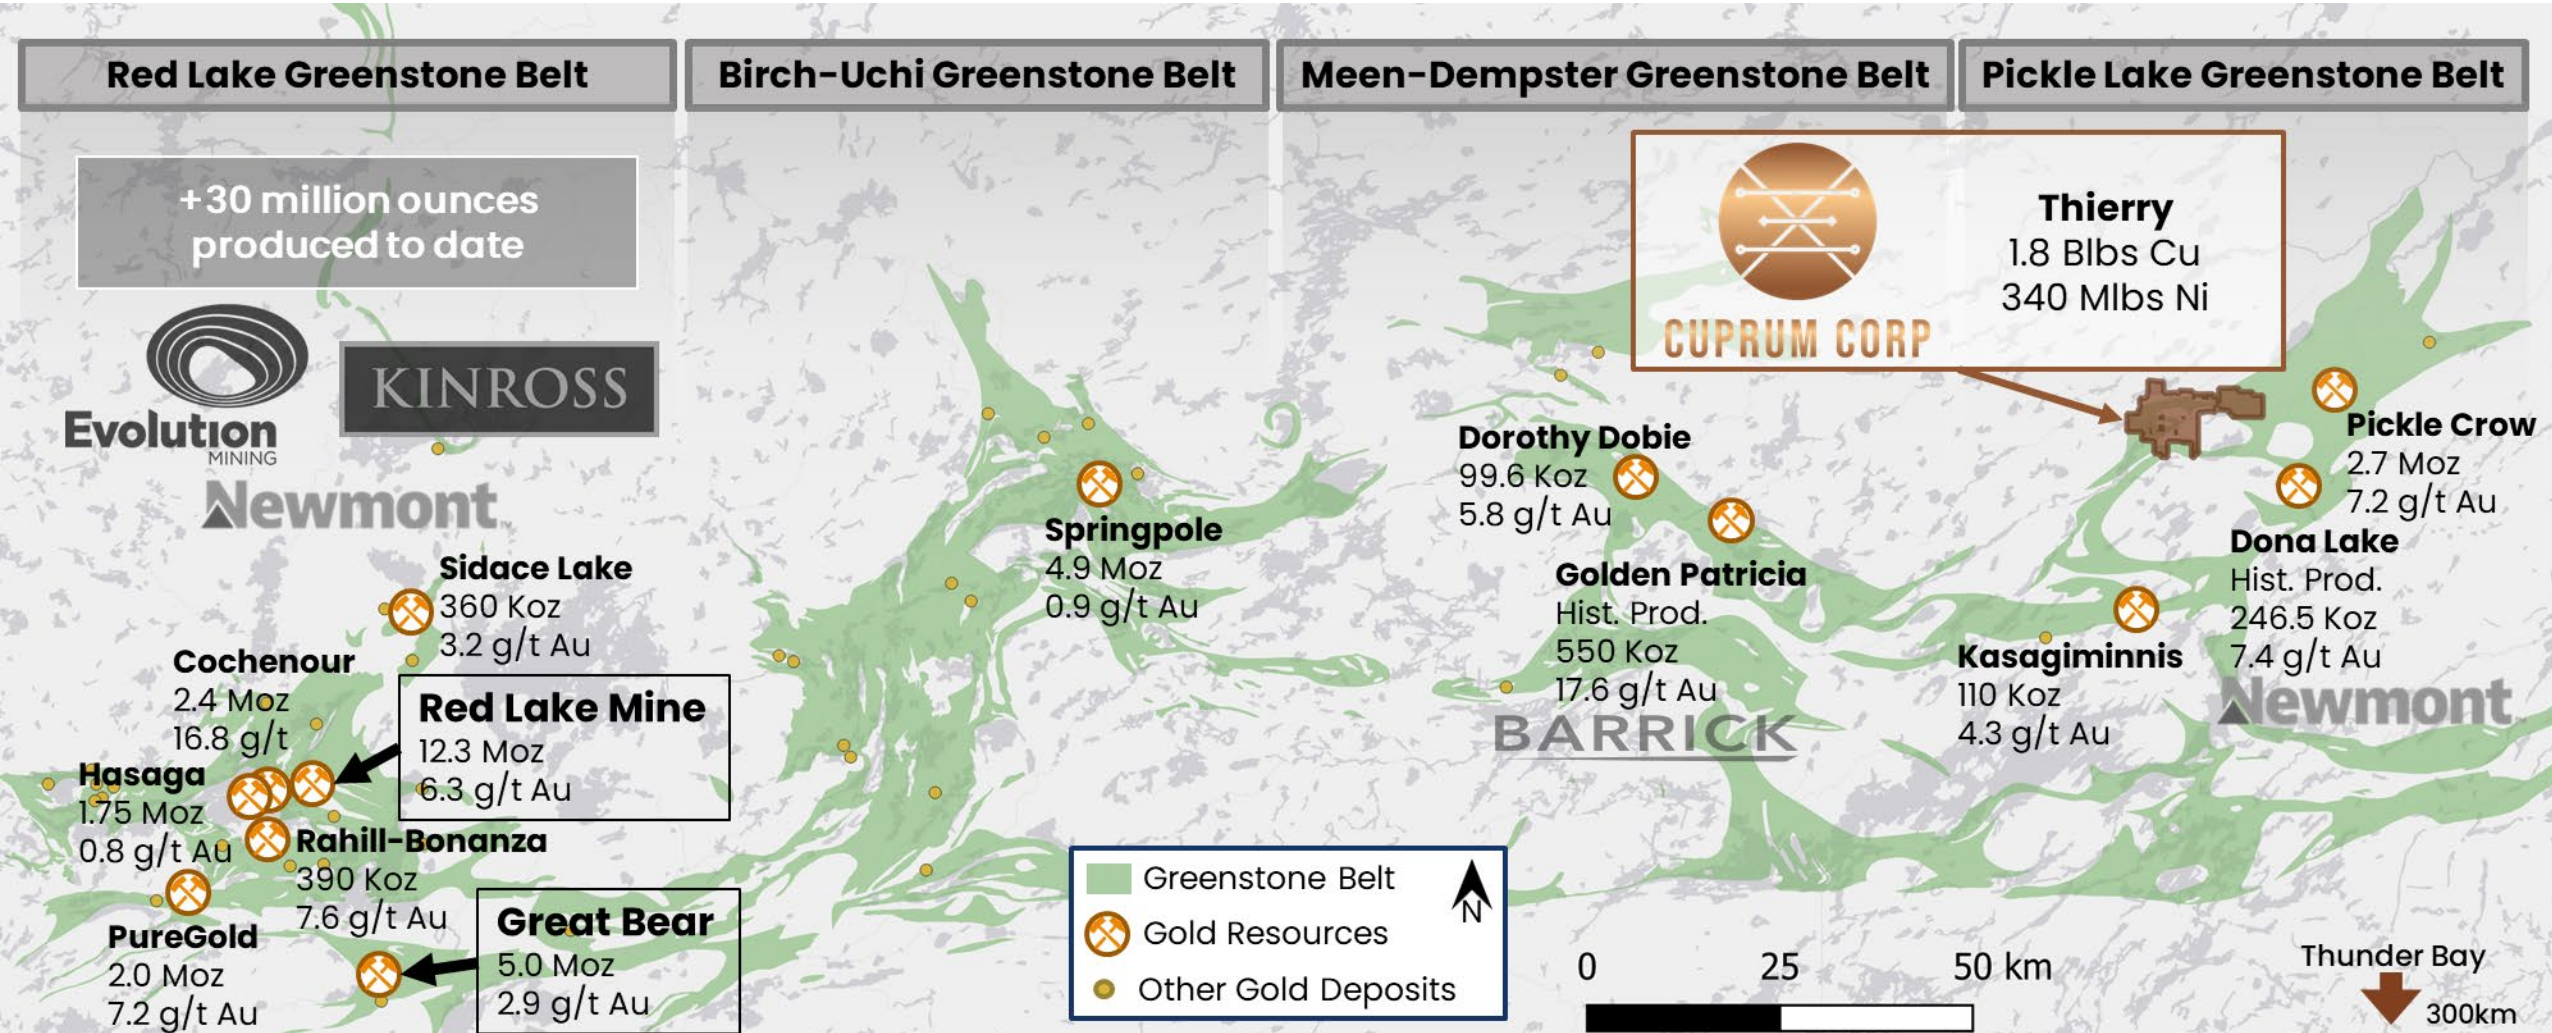 Red Lake Greenstone Belt
Birch-Uchi Greenstone Belt
Meen-Dempster Greenstone Belt
Pickle Lake Greenstone Belt
+30 million ounces
produced to date
Evolution
MINING
KINROSS
Newmont
CUPRUM CORP
Thierry
1.8 Blbs Cu
340 Mlbs Ni
Sidace Lake
360 Koz
3.2 g/t Au
Cochenour
2.4 Moz
16.8 g/t
Red Lake Mine
12.3 Moz
6.3 g/t Au
Hasaga
1.75 Moz
0.8 g/t Au
Rahill-Bonanza
390 Koz
7.6 g/t Au
PureGold
2.0 Moz
7.2 g/t Au
Great Bear
5.0 Moz
2.9 g/t Au
Springpole
4.9 Moz
0.9 g/t Au
Dorothy Dobie
99.6 Koz
5.8 g/t Au
Golden Patricia
Hist. Prod.
550 Koz
17.6 g/t Au
BARRICK
Pickle Crow
2.7 Moz
7.2 g/t Au
Dona Lake
Hist. Prod.
246.5 Koz
7.4 g/t Au
Newmont
Kasagiminnis
110 Koz
4.3 g/t Au
Greenstone Belt
Gold Resources
Other Gold Deposits
N
0 25 50 km
Thunder Bay
300km